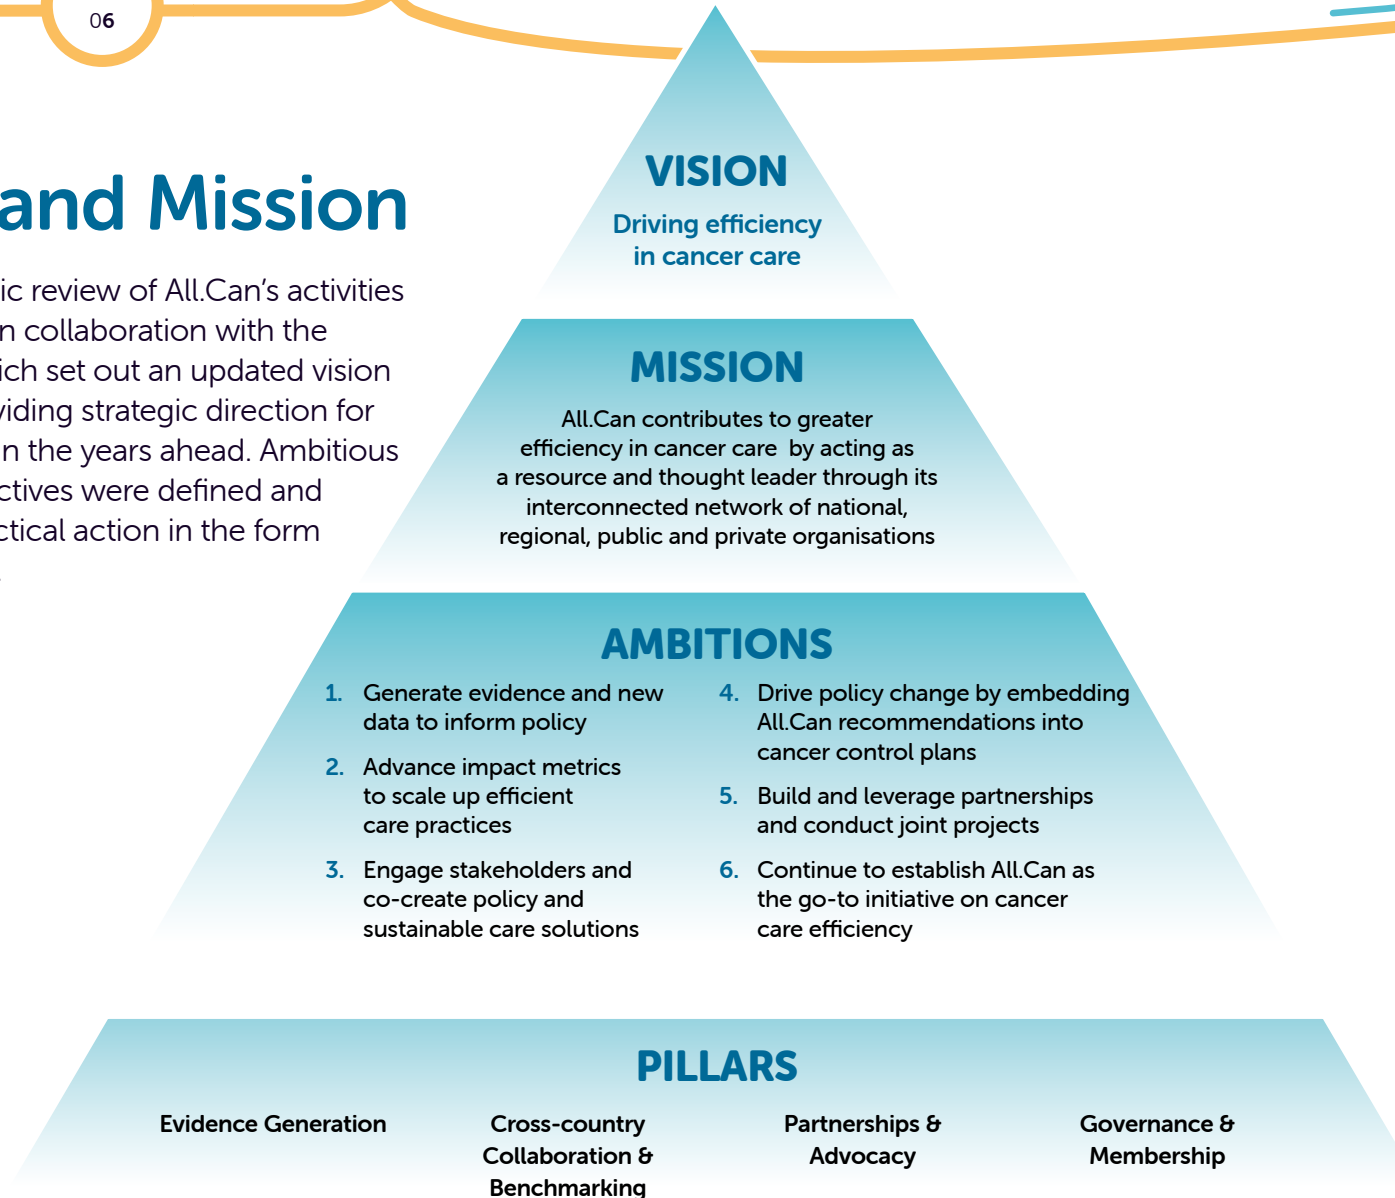 06
and Mission
ic review of All.Can's activities
n collaboration with the
ich set out an updated vision
viding strategic direction for
n the years ahead. Ambitious
ctives were defined and
ctical action in the form
.
VISION
Driving efficiency
in cancer care
MISSION
All.Can contributes to greater
efficiency in cancer care by acting as
a resource and thought leader through its
interconnected network of national,
regional, public and private organisations
AMBITIONS
1. Generate evidence and new
data to inform policy
2. Advance impact metrics
to scale up efficient
care practices
3. Engage stakeholders and
co-create policy and
sustainable care solutions
4. Drive policy change by embedding
All.Can recommendations into
cancer control plans
5. Build and leverage partnerships
and conduct joint projects
6. Continue to establish All.Can as
the go-to initiative on cancer
care efficiency
PILLARS
Evidence Generation
Cross-country
Collaboration &
Benchmarking
Partnerships &
Advocacy
Governance &
Membership